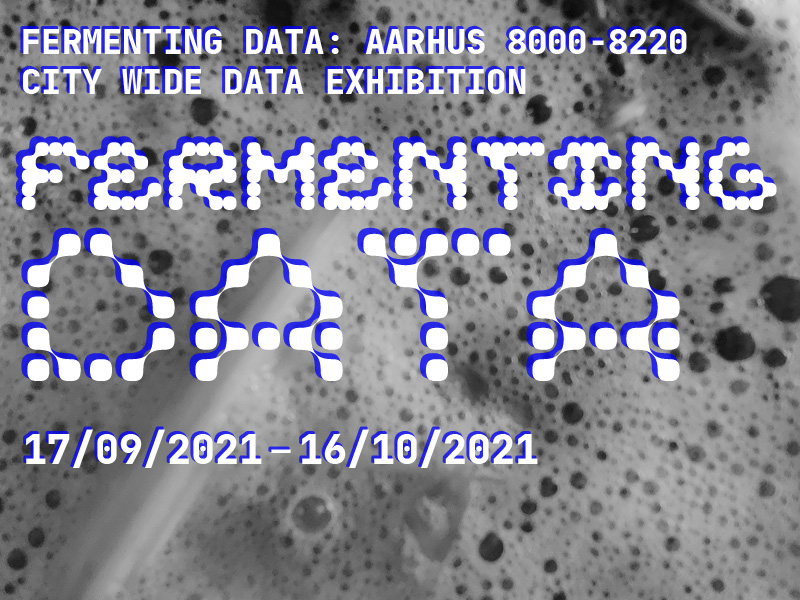 FERMENTING DATA: AARHUS 8000-8220
CITY WIDE DATA EXHIBITION
FERMENTING
DATA
17/09/2021–16/10/2021